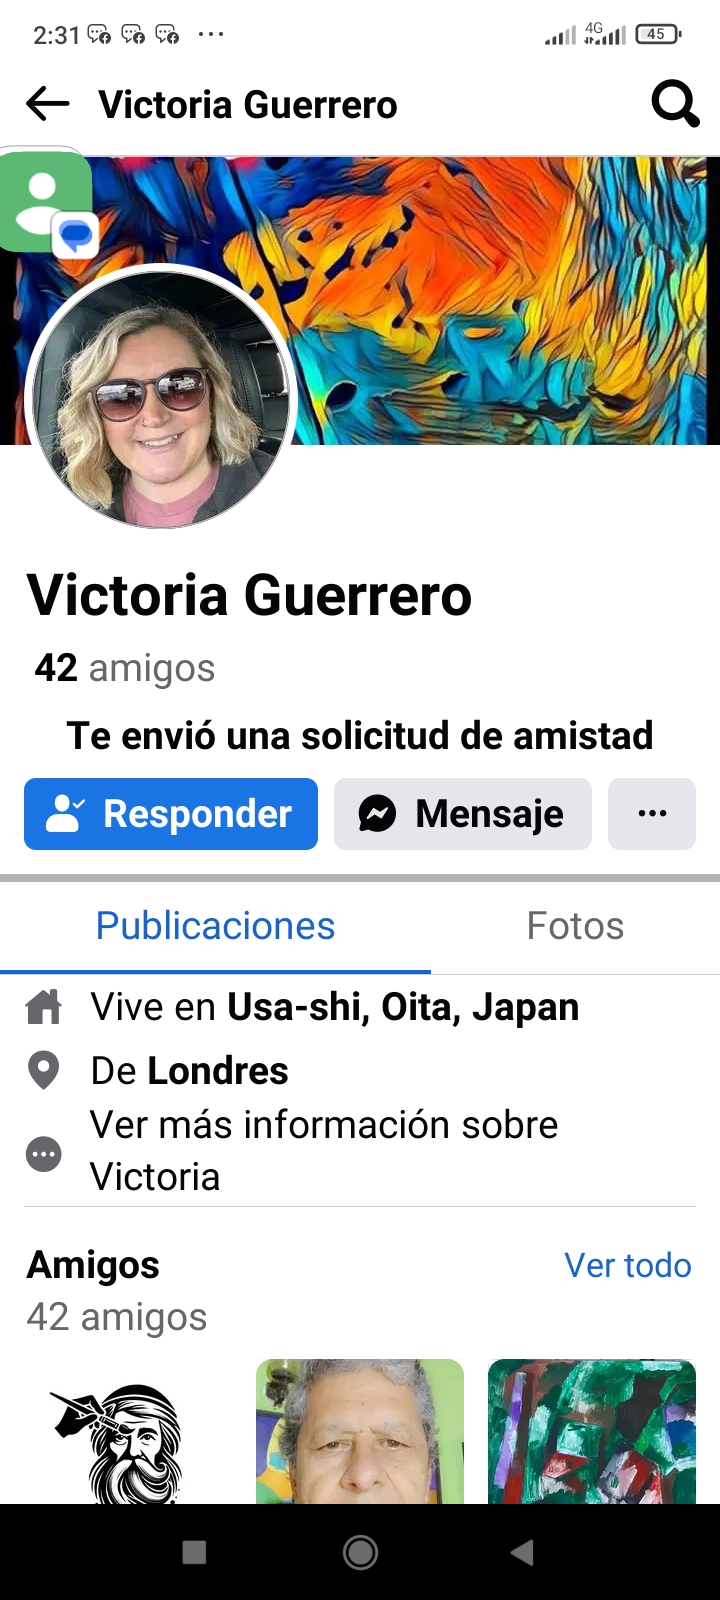 2:31 ... 4G 45
Victoria Guerrero
Victoria Guerrero
42 amigos
Te envió una solicitud de amistad
Responder Mensaje ...
Publicaciones Fotos
Vive en Usa-shi, Oita, Japan
De Londres
Ver más información sobre
Victoria
Amigos Ver todo
42 amigos